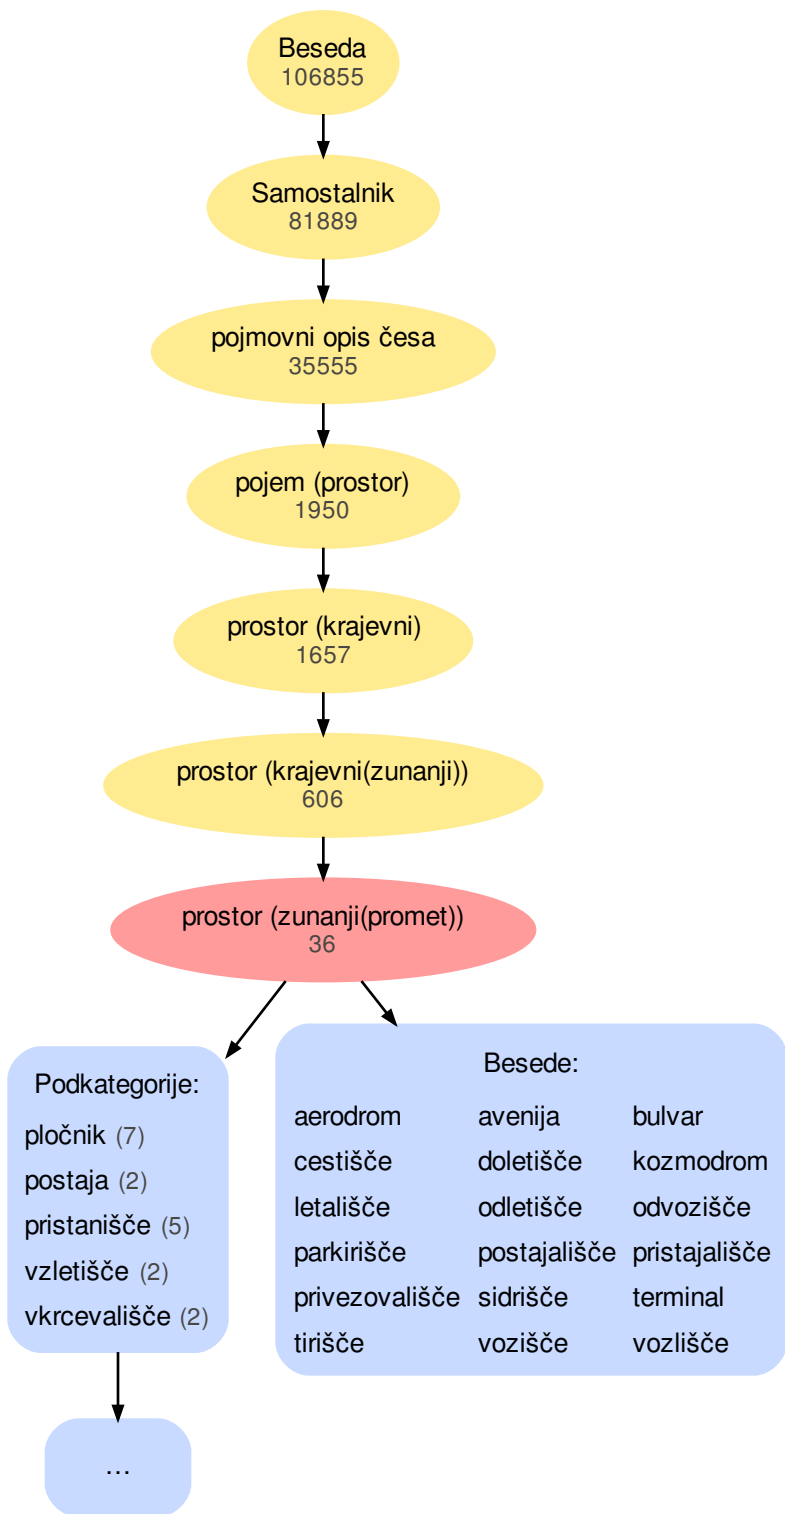 Beseda
106855
Samostalnik
81889
pojmovni opis česa
35555
pojem (prostor)
1950
prostor (krajevni)
1657
prostor (krajevni(zunanji))
606
prostor (zunanji(promet))
36
Podkategorije:
pločnik (7)
postaja (2)
pristanišče (5)
vzletišče (2)
vkrcevališče (2)
...
Besede:
aerodrom avenija bulvar
cestišče doletišče kozmodrom
letališče odletišče odvozišče
parkirišče postajališče pristajališče
privezovališče sidrišče terminal
tirišče vozišče vozlišče